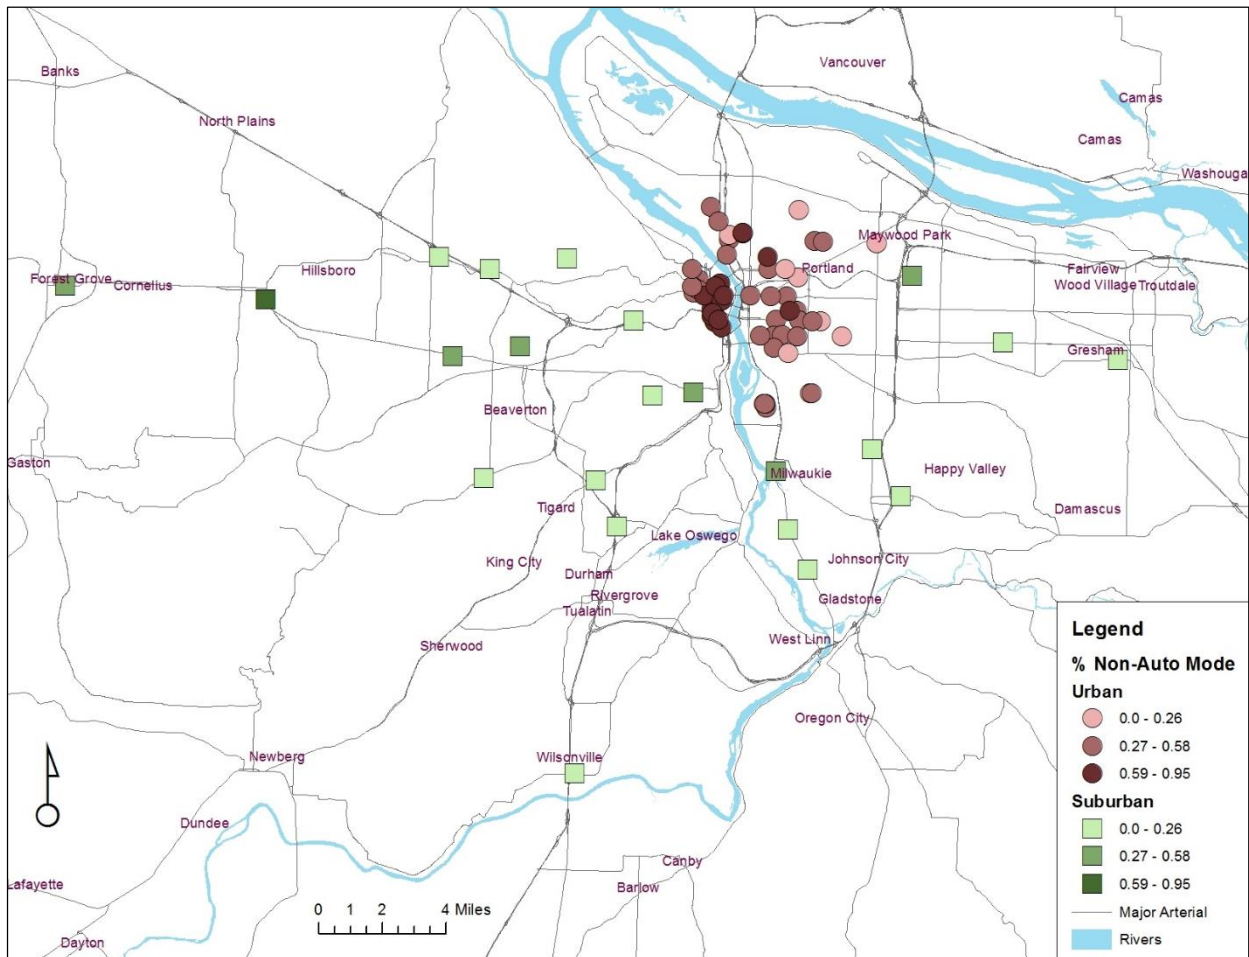 Vancouver
Banks
Camas
North Plains
Camas
Washouga
Maywood Park
Hillsboro
Portland
Fairview
Forest Grove
Cornelius
Wood Village
Troutdale
Gresham
Beaverton
Gaston
Happy Valley
Milwaukie
Tigard
Damascus
Lake Oswego
King City
Johnson City
Durham
Rivergrove
Gladstone
Tualatin
West Linn
Sherwood
Oregon City
Newberg
Wilsonville
Dundee
Canby
Lafayette
Barlow
Dayton
0 1 2 4 Miles
Legend
% Non-Auto Mode
Urban
0.0 - 0.26
0.27 - 0.58
0.59 - 0.95
Suburban
0.0 - 0.26
0.27 - 0.58
0.59 - 0.95
Major Arterial
Rivers